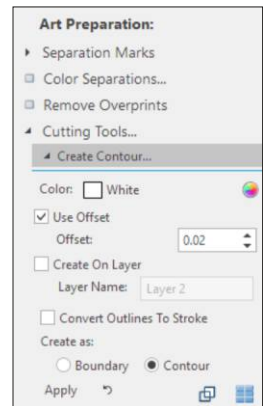 Art Preparation:
Separation Marks
Color Separations...
Remove Overprints
Cutting Tools...
Create Contour...
Color: White
Use Offset
Offset: 0.02
Create On Layer
Layer Name: Layer 2
Convert Outlines To Stroke
Create as:
Boundary Contour
Apply